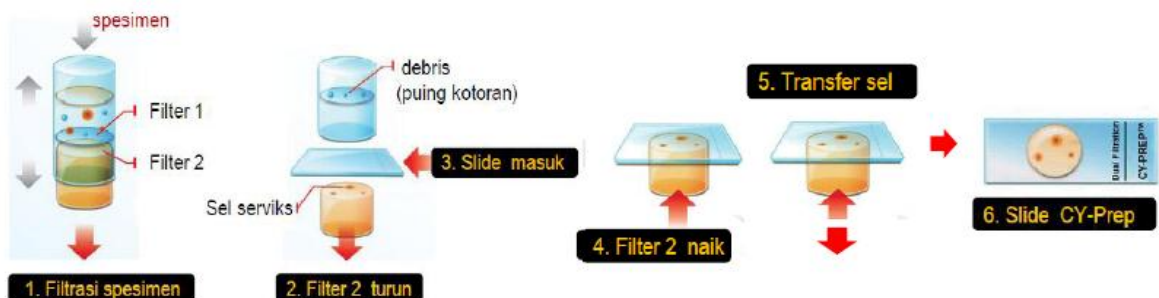 spesimen
Filter 1
Filter 2
1. Filtrasi spesimen
debris
(puing kotoran)
3. Slide masuk
Sel serviks
2. Filter 2 turun
4. Filter 2 naik
5. Transfer sel
Dual Filtration
CY-PREP™
6. Slide CY-Prep